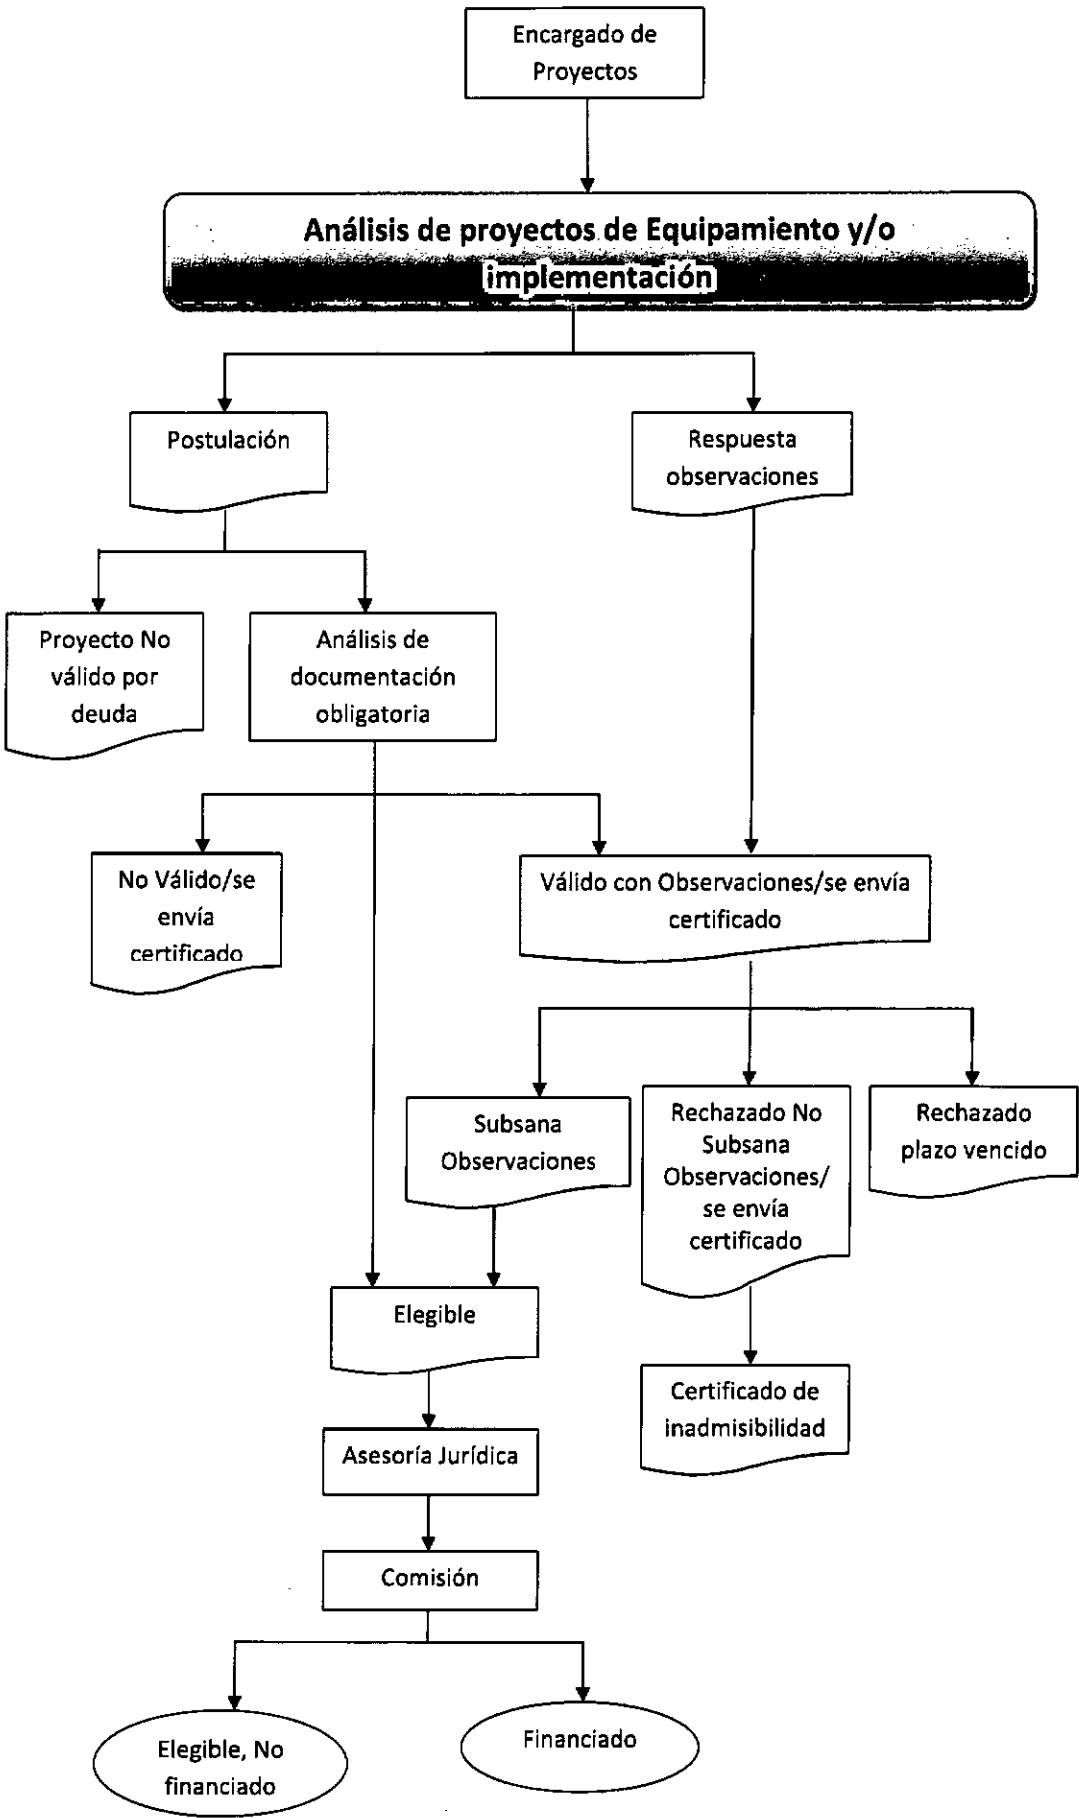 Encargado de
Proyectos
Análisis de proyectos de Equipamiento y/o
implementación
Postulación
Respuesta
observaciones
Proyecto No
válido por
deuda
Análisis de
documentación
obligatoria
No Válido/se
envía
certificado
Válido con Observaciones/se envía
certificado
Subsana
Observaciones
Rechazado No
Subsana
Observaciones/
se envía
certificado
Rechazado
plazo vencido
Elegible
Certificado de
inadmisibilidad
Asesoría Jurídica
Comisión
Elegible, No
financiado
Financiado